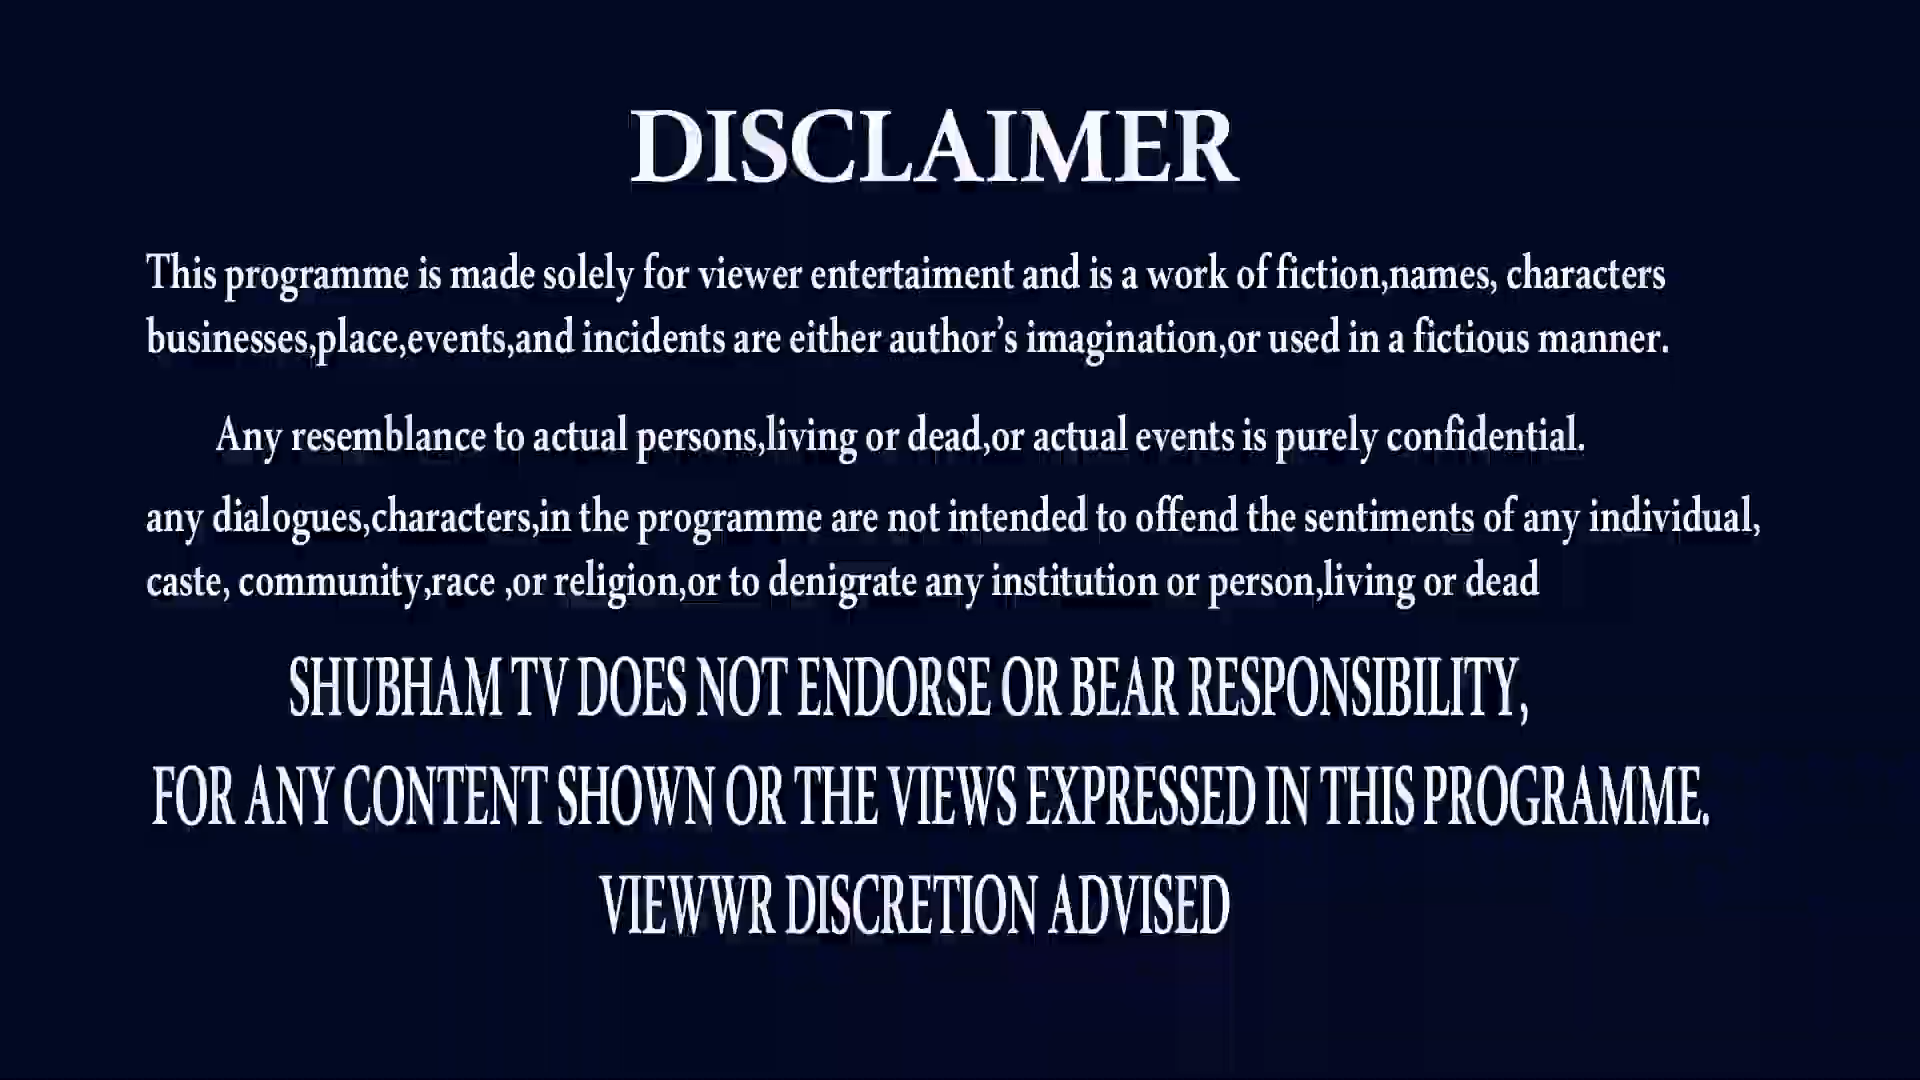 DISCLAIMER
This programme is made solely for viewer entertaiment and is a work of fiction,names, characters
businesses,place,events,and incidents are either author's imagination,or used in a fictious manner.
Any resemblance to actual persons,living or dead,or actual events is purely confidential.
any dialogues,characters,in the programme are not intended to offend the sentiments of any individual,
caste, community,race ,or religion,or to denigrate any institution or person,living or dead
SHUBHAM TV DOES NOT ENDORSE OR BEAR RESPONSIBILITY,
FOR ANY CONTENT SHOWN OR THE VIEWS EXPRESSED IN THIS PROGRAMME.
VIEWWR DISCRETION ADVISED